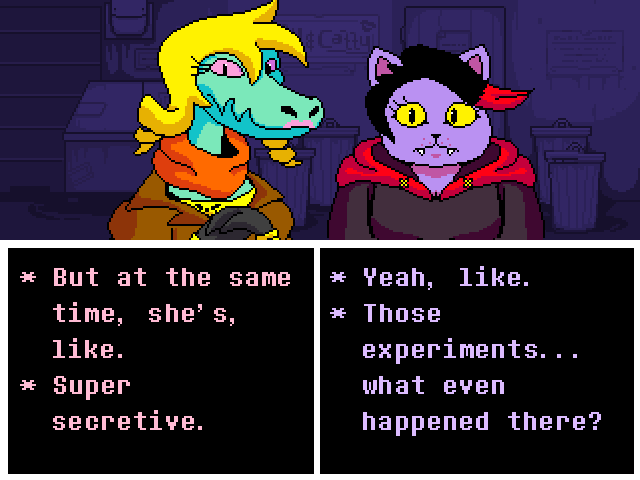 * But at the same
time, she's,
like.
* Super
secretive.
* Yeah, like.
* Those
experiments...
what even
happened there?